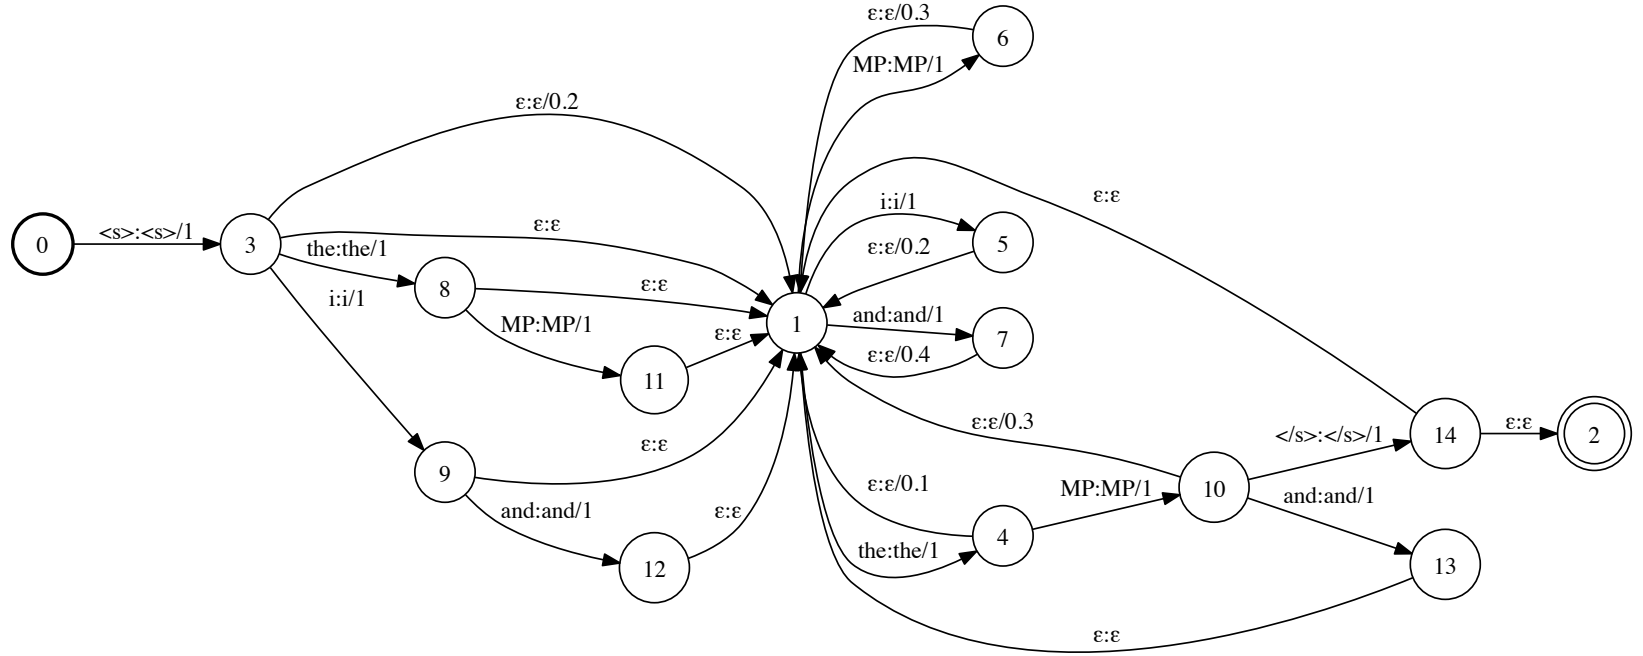 ε:ε/0.3
6
MP:MP/1
ε:ε/0.2
ε:ε
i:i/1
<s>:<s>/1
0
3
ε:ε
the:the/1
5
ε:ε/0.2
8
ε:ε
i:i/1
MP:MP/1
ε:ε
1
and:and/1
7
ε:ε/0.4
11
ε:ε/0.3
</s>:</s>/1
14
ε:ε
2
9
ε:ε
ε:ε/0.1
MP:MP/1
10
and:and/1
and:and/1
ε:ε
4
the:the/1
12
13
ε:ε